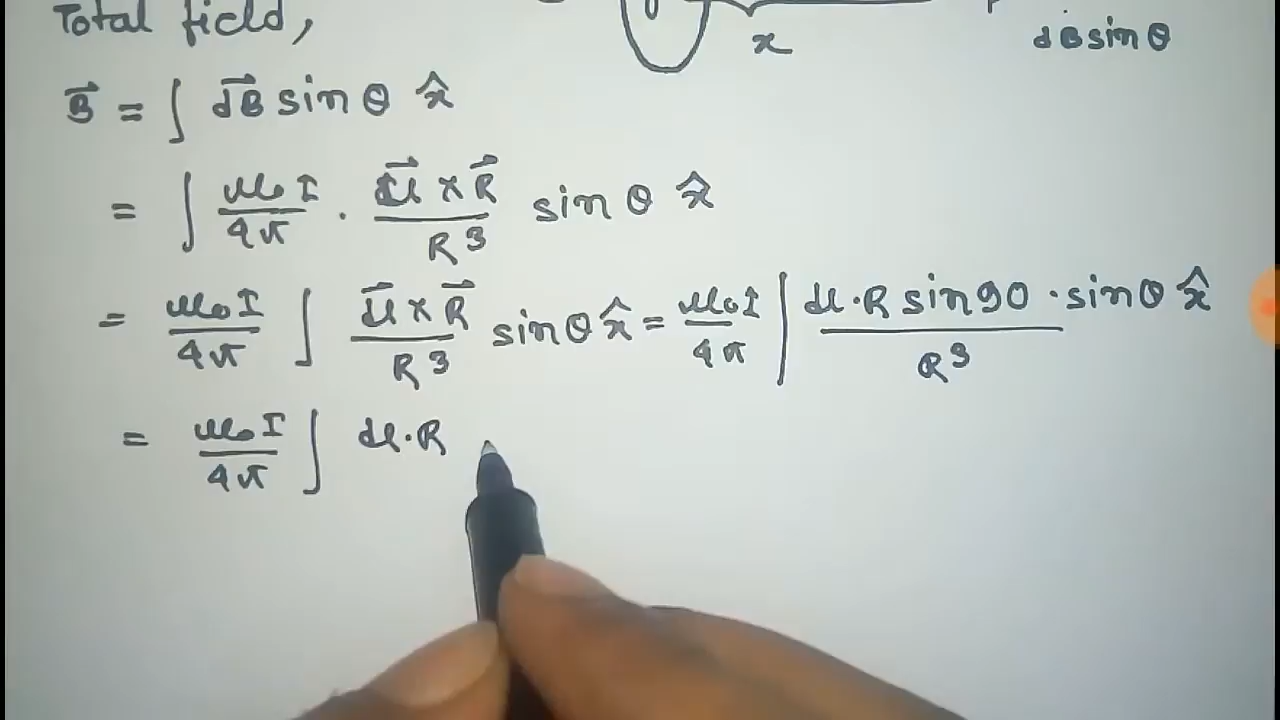 Total field,
x
dB sin θ
B⃗ = ∫ dB⃗ sin θ x̂
= ∫ μ₀I/4π · dl⃗ × R⃗/R³ sin θ x̂
= μ₀I/4π ∫ dl⃗ × R⃗/R³ sin θ x̂ = μ₀I/4π ∫ dl·R sin 90 · sin θ x̂/R³
= μ₀I/4π ∫ dl·R